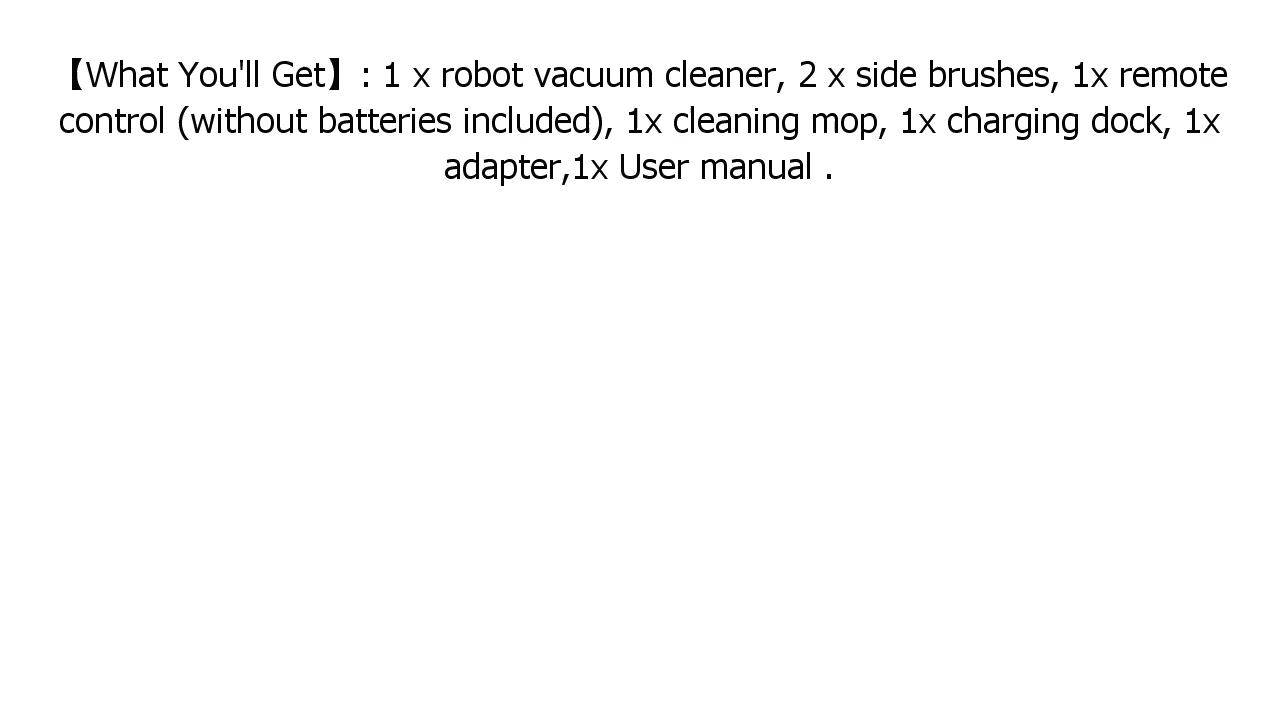 【What You'll Get】: 1 x robot vacuum cleaner, 2 x side brushes, 1x remote
control (without batteries included), 1x cleaning mop, 1x charging dock, 1x
adapter,1x User manual .